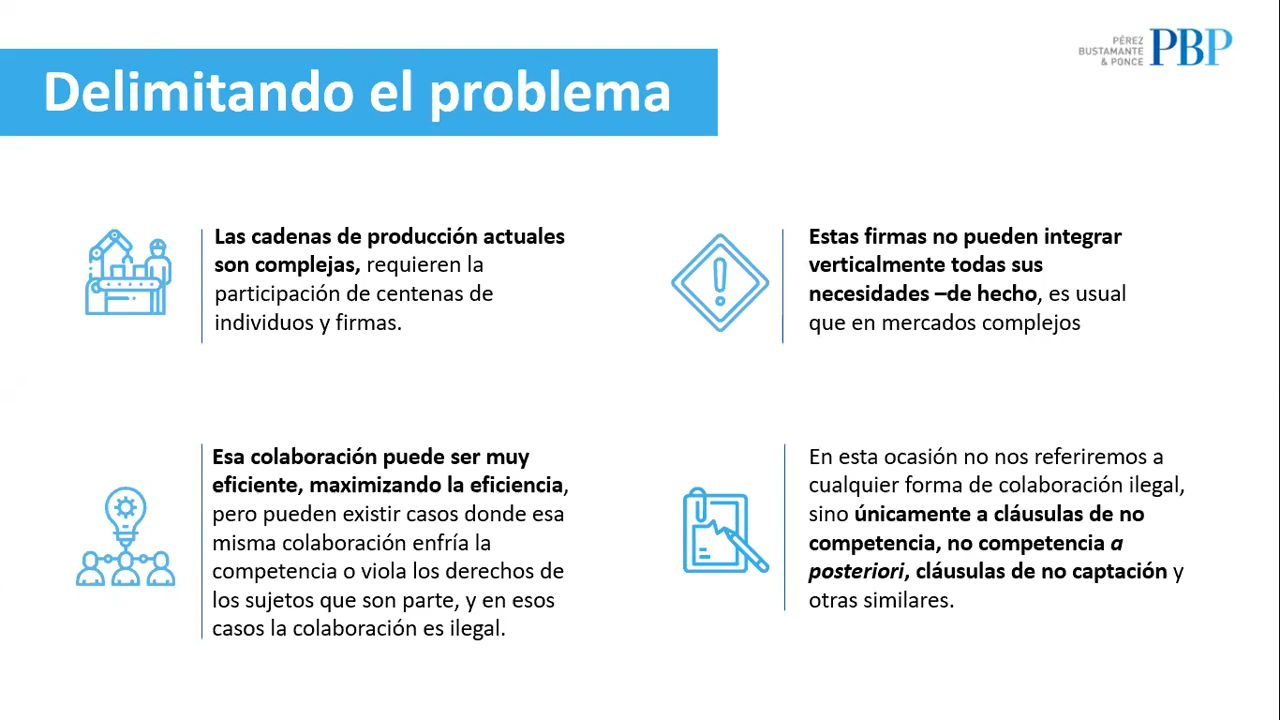 PÉREZ
BUSTAMANTE
& PONCE
PBP
Delimitando el problema
Las cadenas de producción actuales
son complejas, requieren la
participación de centenas de
individuos y firmas.
Estas firmas no pueden integrar
verticalmente todas sus
necesidades –de hecho, es usual
que en mercados complejos
Esa colaboración puede ser muy
eficiente, maximizando la eficiencia,
pero pueden existir casos donde esa
misma colaboración enfría la
competencia o viola los derechos de
los sujetos que son parte, y en esos
casos la colaboración es ilegal.
En esta ocasión no nos referiremos a
cualquier forma de colaboración ilegal,
sino únicamente a cláusulas de no
competencia, no competencia a
posteriori, cláusulas de no captación y
otras similares.